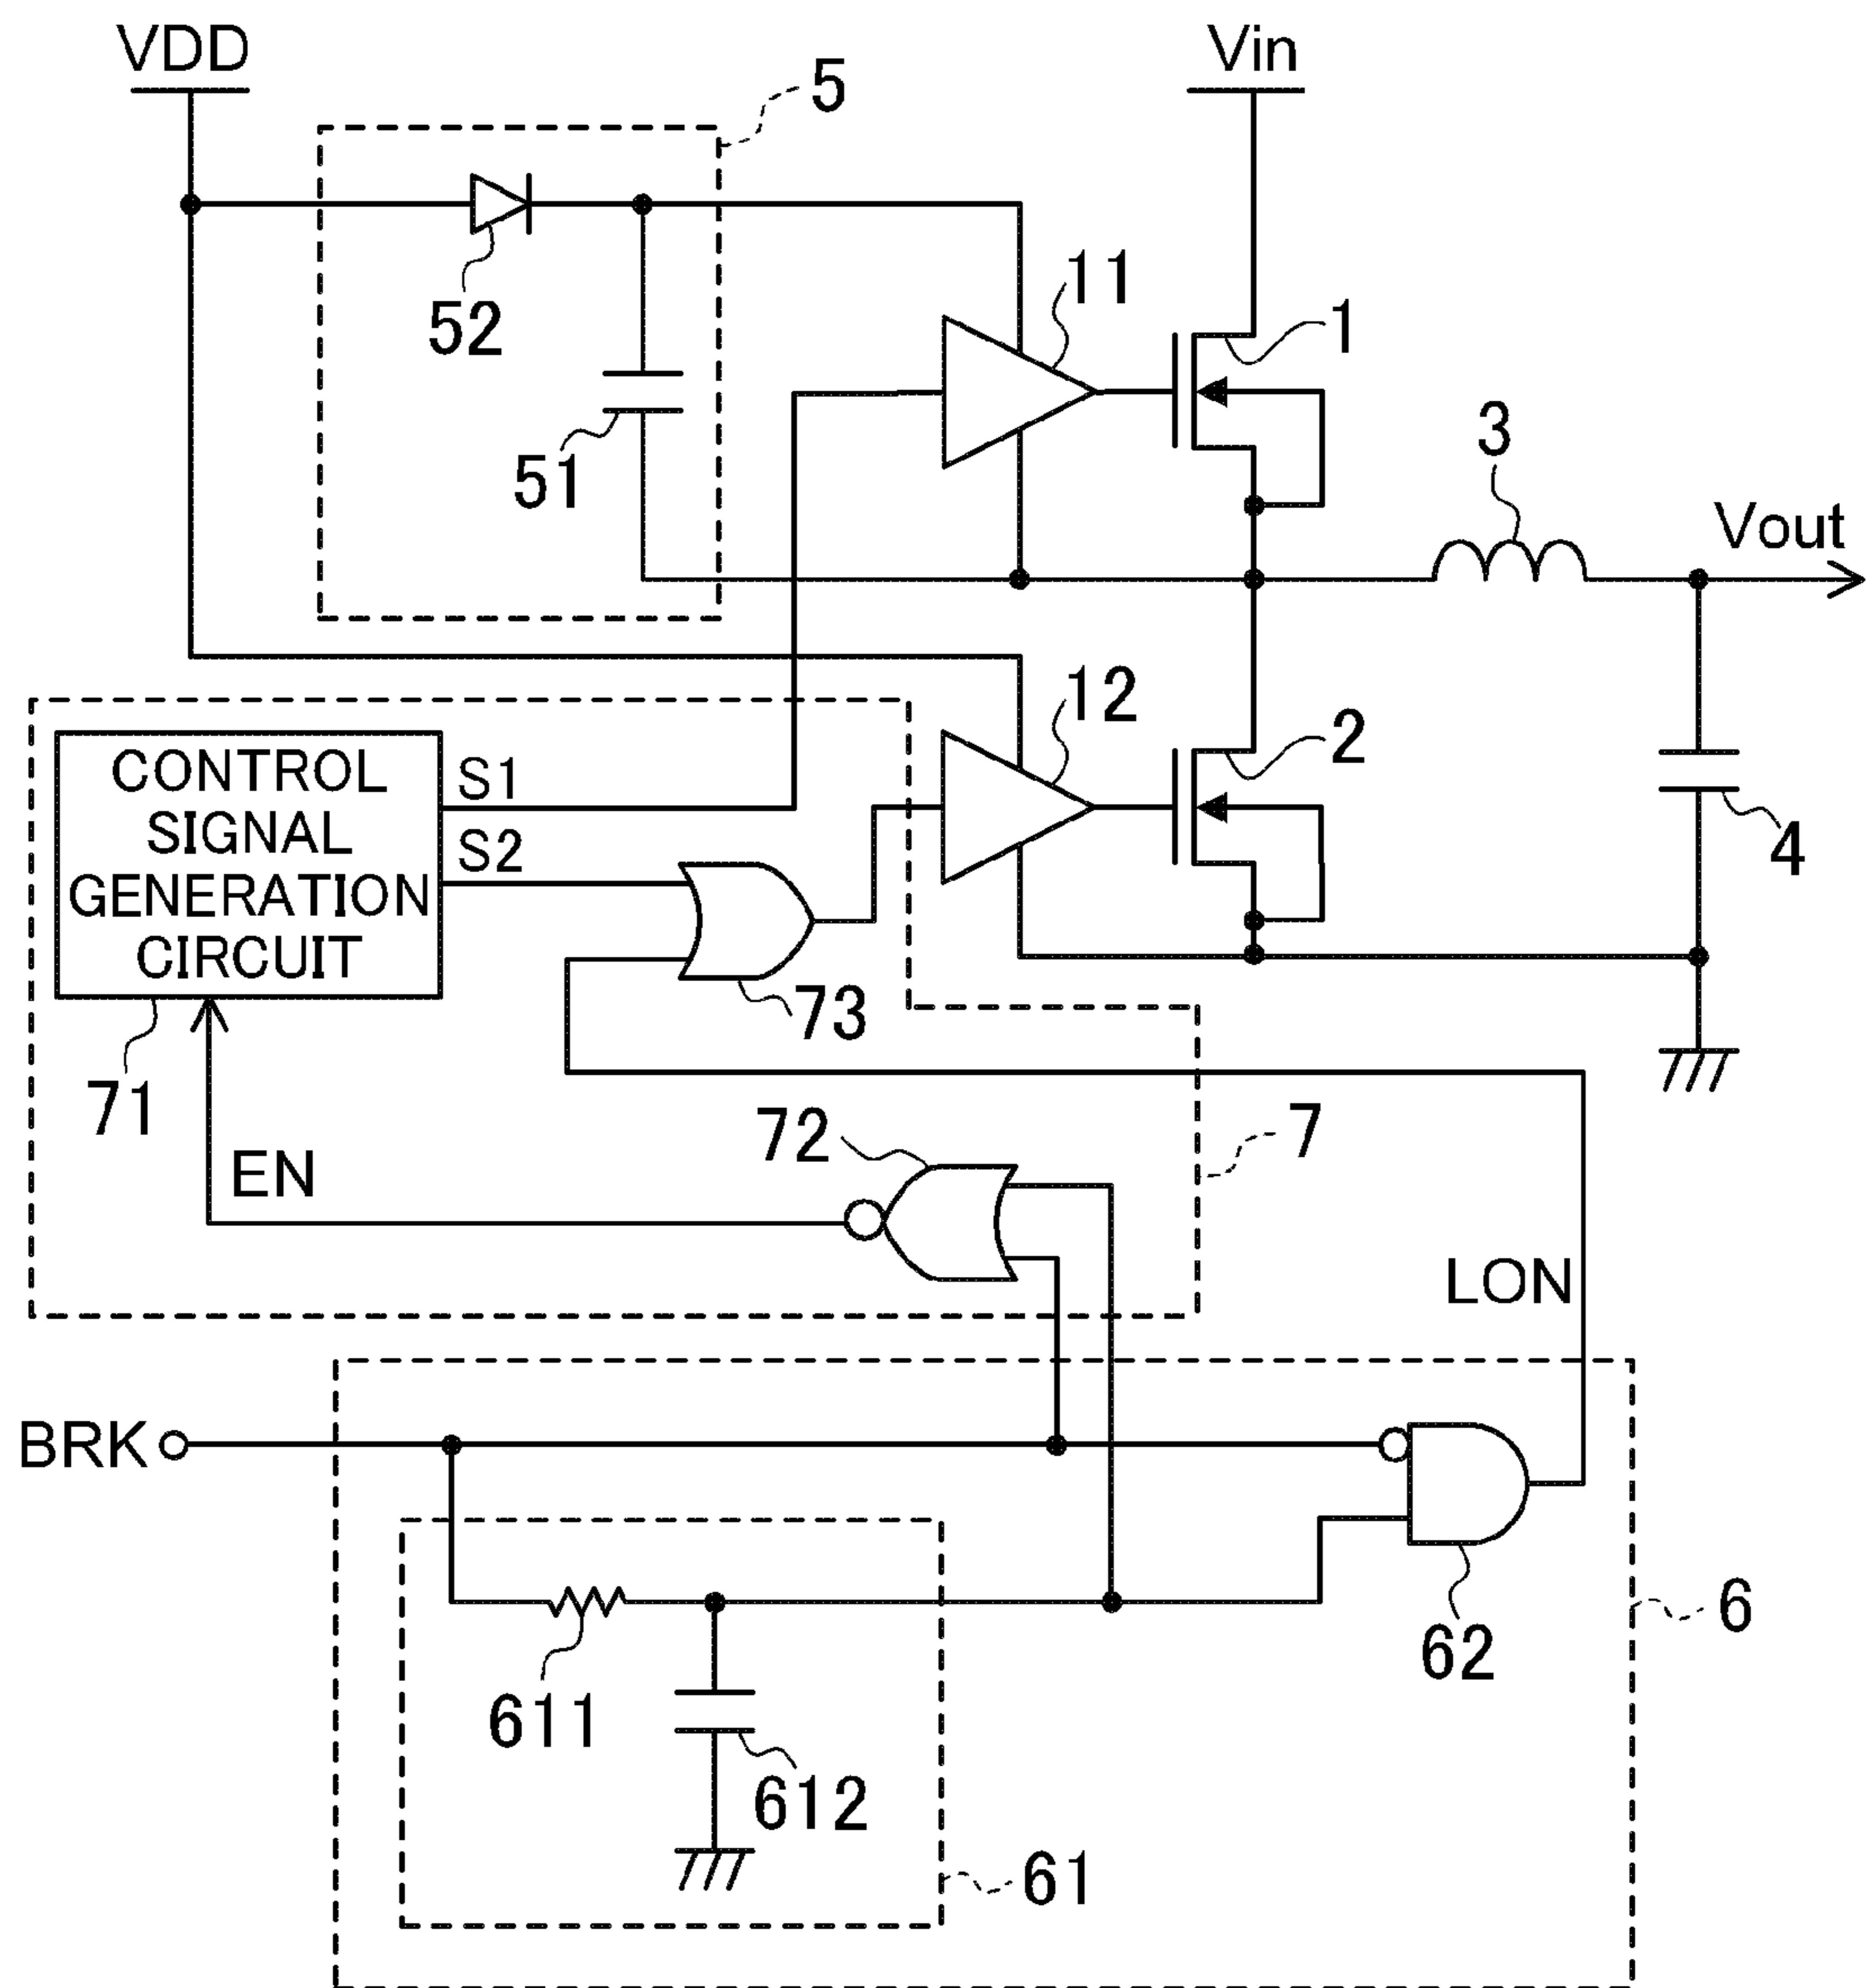 VDD
Vin
5
52
51
11
1
3
Vout
12
2
4
CONTROL
SIGNAL
GENERATION
CIRCUIT
S1
S2
73
71
72
7
EN
LON
BRK
62
6
611
612
61